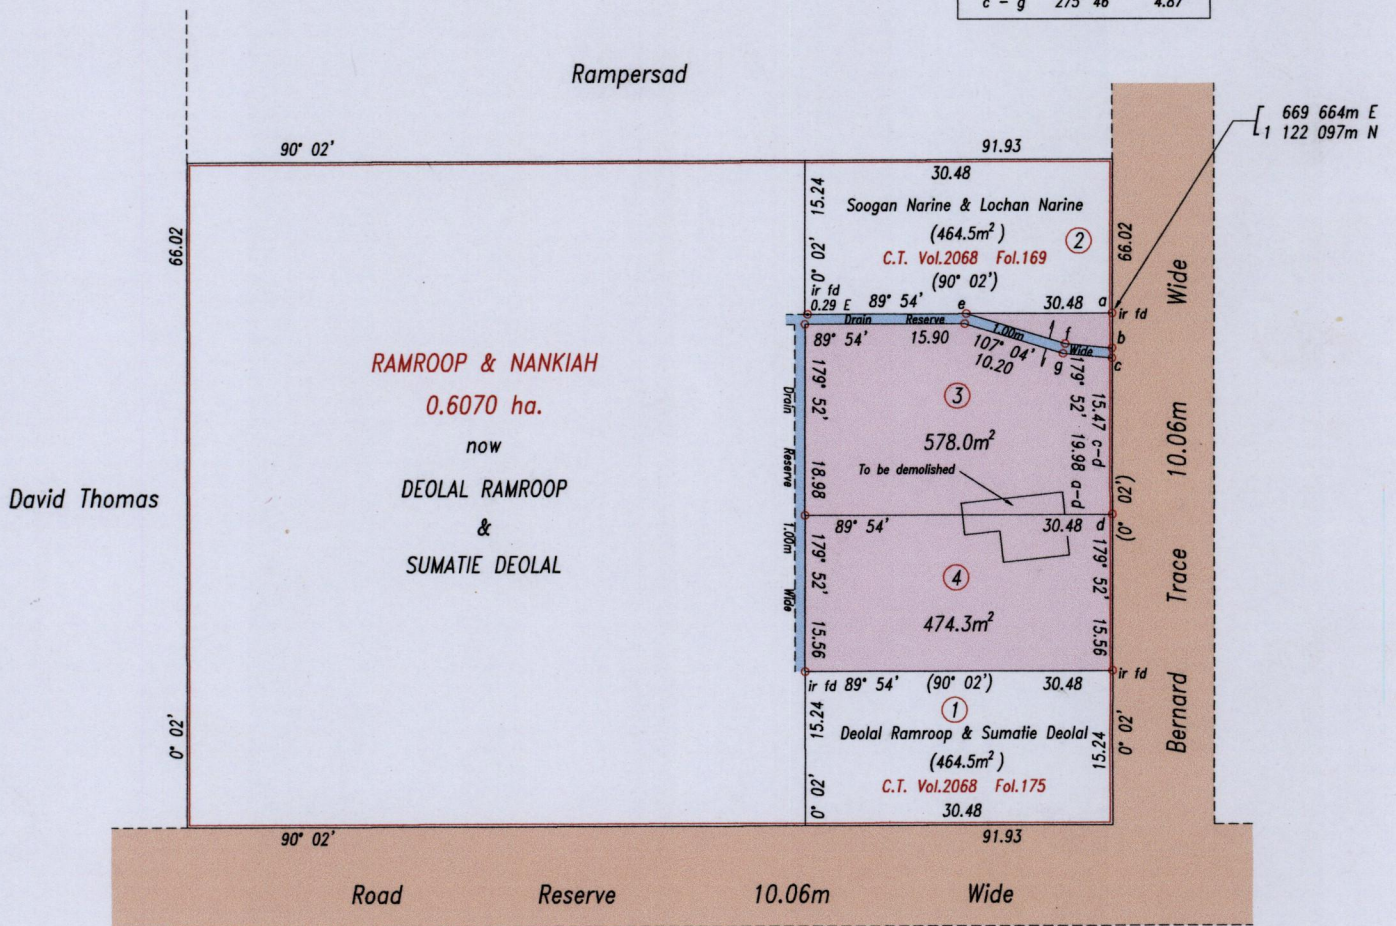 c - g 275° 46' 4.87
Rampersad
669 664m E
1 122 097m N
90° 02'
91.93
30.48
15.24
0° 02'
Soogan Narine & Lochan Narine
(464.5m²)
2
C.T. Vol.2068 Fol.169
(90° 02')
66.02
66.02
ir fd
0.29 E
89° 54'
e
30.48
a
ir fd
Drain Reserve
1.00m
Wide
f
b
c
g
89° 54'
15.90
107° 04'
10.20
RAMROOP & NANKIAH
0.6070 ha.
now
DEOLAL RAMROOP
&
SUMATIE DEOLAL
David Thomas
179° 52' 18.98
Drain Reserve 1.00m Wide
3
578.0m²
To be demolished
179° 52' 19.98 a-d
15.47 c-d
(0° 02')
89° 54'
30.48
d
179° 52' 15.56
4
474.3m²
179° 52' 15.56
ir fd 89° 54' (90° 02') 30.48
ir fd
1
Deolal Ramroop & Sumatie Deolal
(464.5m²)
C.T. Vol.2068 Fol.175
30.48
0° 02' 15.24
15.24
0° 02'
0° 02'
90° 02'
91.93
Bernard Trace 10.06m Wide
Road Reserve 10.06m Wide